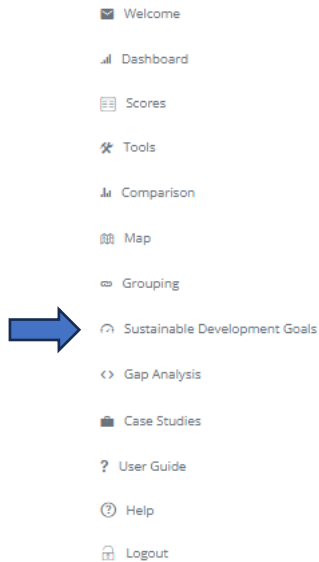 Welcome
Dashboard
Scores
Tools
Comparison
Map
Grouping
Sustainable Development Goals
Gap Analysis
Case Studies
? User Guide
Help
Logout